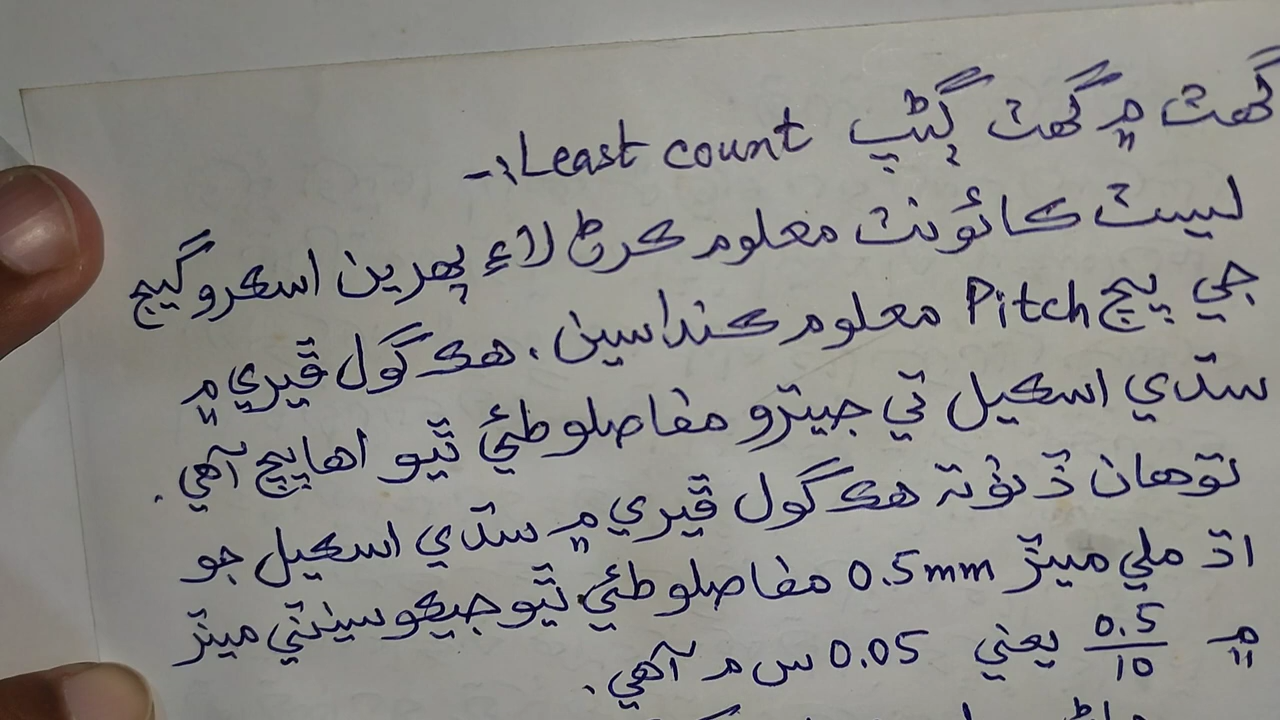 گهٽ ۾ گهٽ ڳڻپ Least count:-
ليسٽ ڪائونٽ معلوم ڪرڻ لاءِ پهرين اسڪرو گيج
جي پيچ Pitch معلوم ڪنداسين. هڪ گول ڦيري ۾
سڌي اسڪيل تي جيترو مفاصلو طئي ٿيو اها پيچ آهي.
توهان ڏٺو ته هڪ گول ڦيري ۾ سڌي اسڪيل جو
اڌ ملي ميٽر 0.5mm مفاصلو طئي ٿيو جيڪو سينٽي ميٽر
۾ 0.5/10 يعني 0.05 س م آهي.